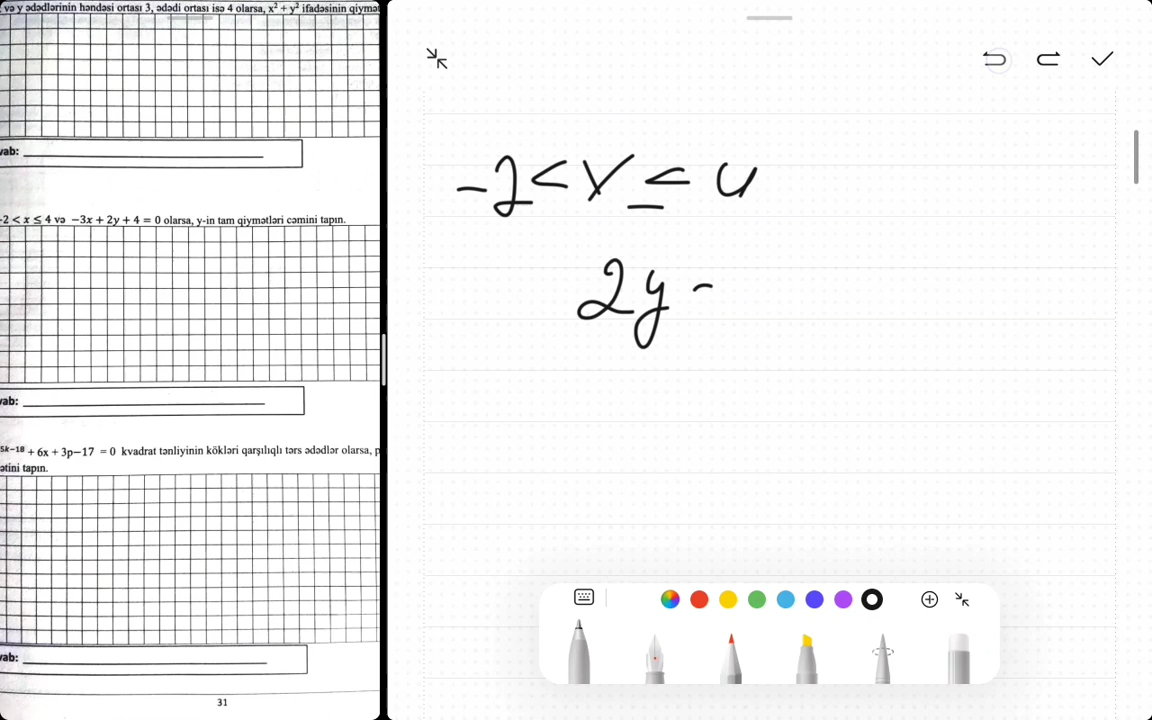 və y ədədlərinin həndəsi ortası 3, ədədi ortası isə 4 olarsa, x² + y² ifadəsinin
vab:
-2 < x ≤ 4 və −3x + 2y + 4 = 0 olarsa, y-in tam qiymətləri cəmini tapın.
vab:
5k−18 + 6x + 3p−17 = 0 kvadrat tənliyinin kökləri qarşılıqlı tərs ədədlər olarsa, p
ətini tapın.
vab:
31
-2 < x ≤ 4
2y -